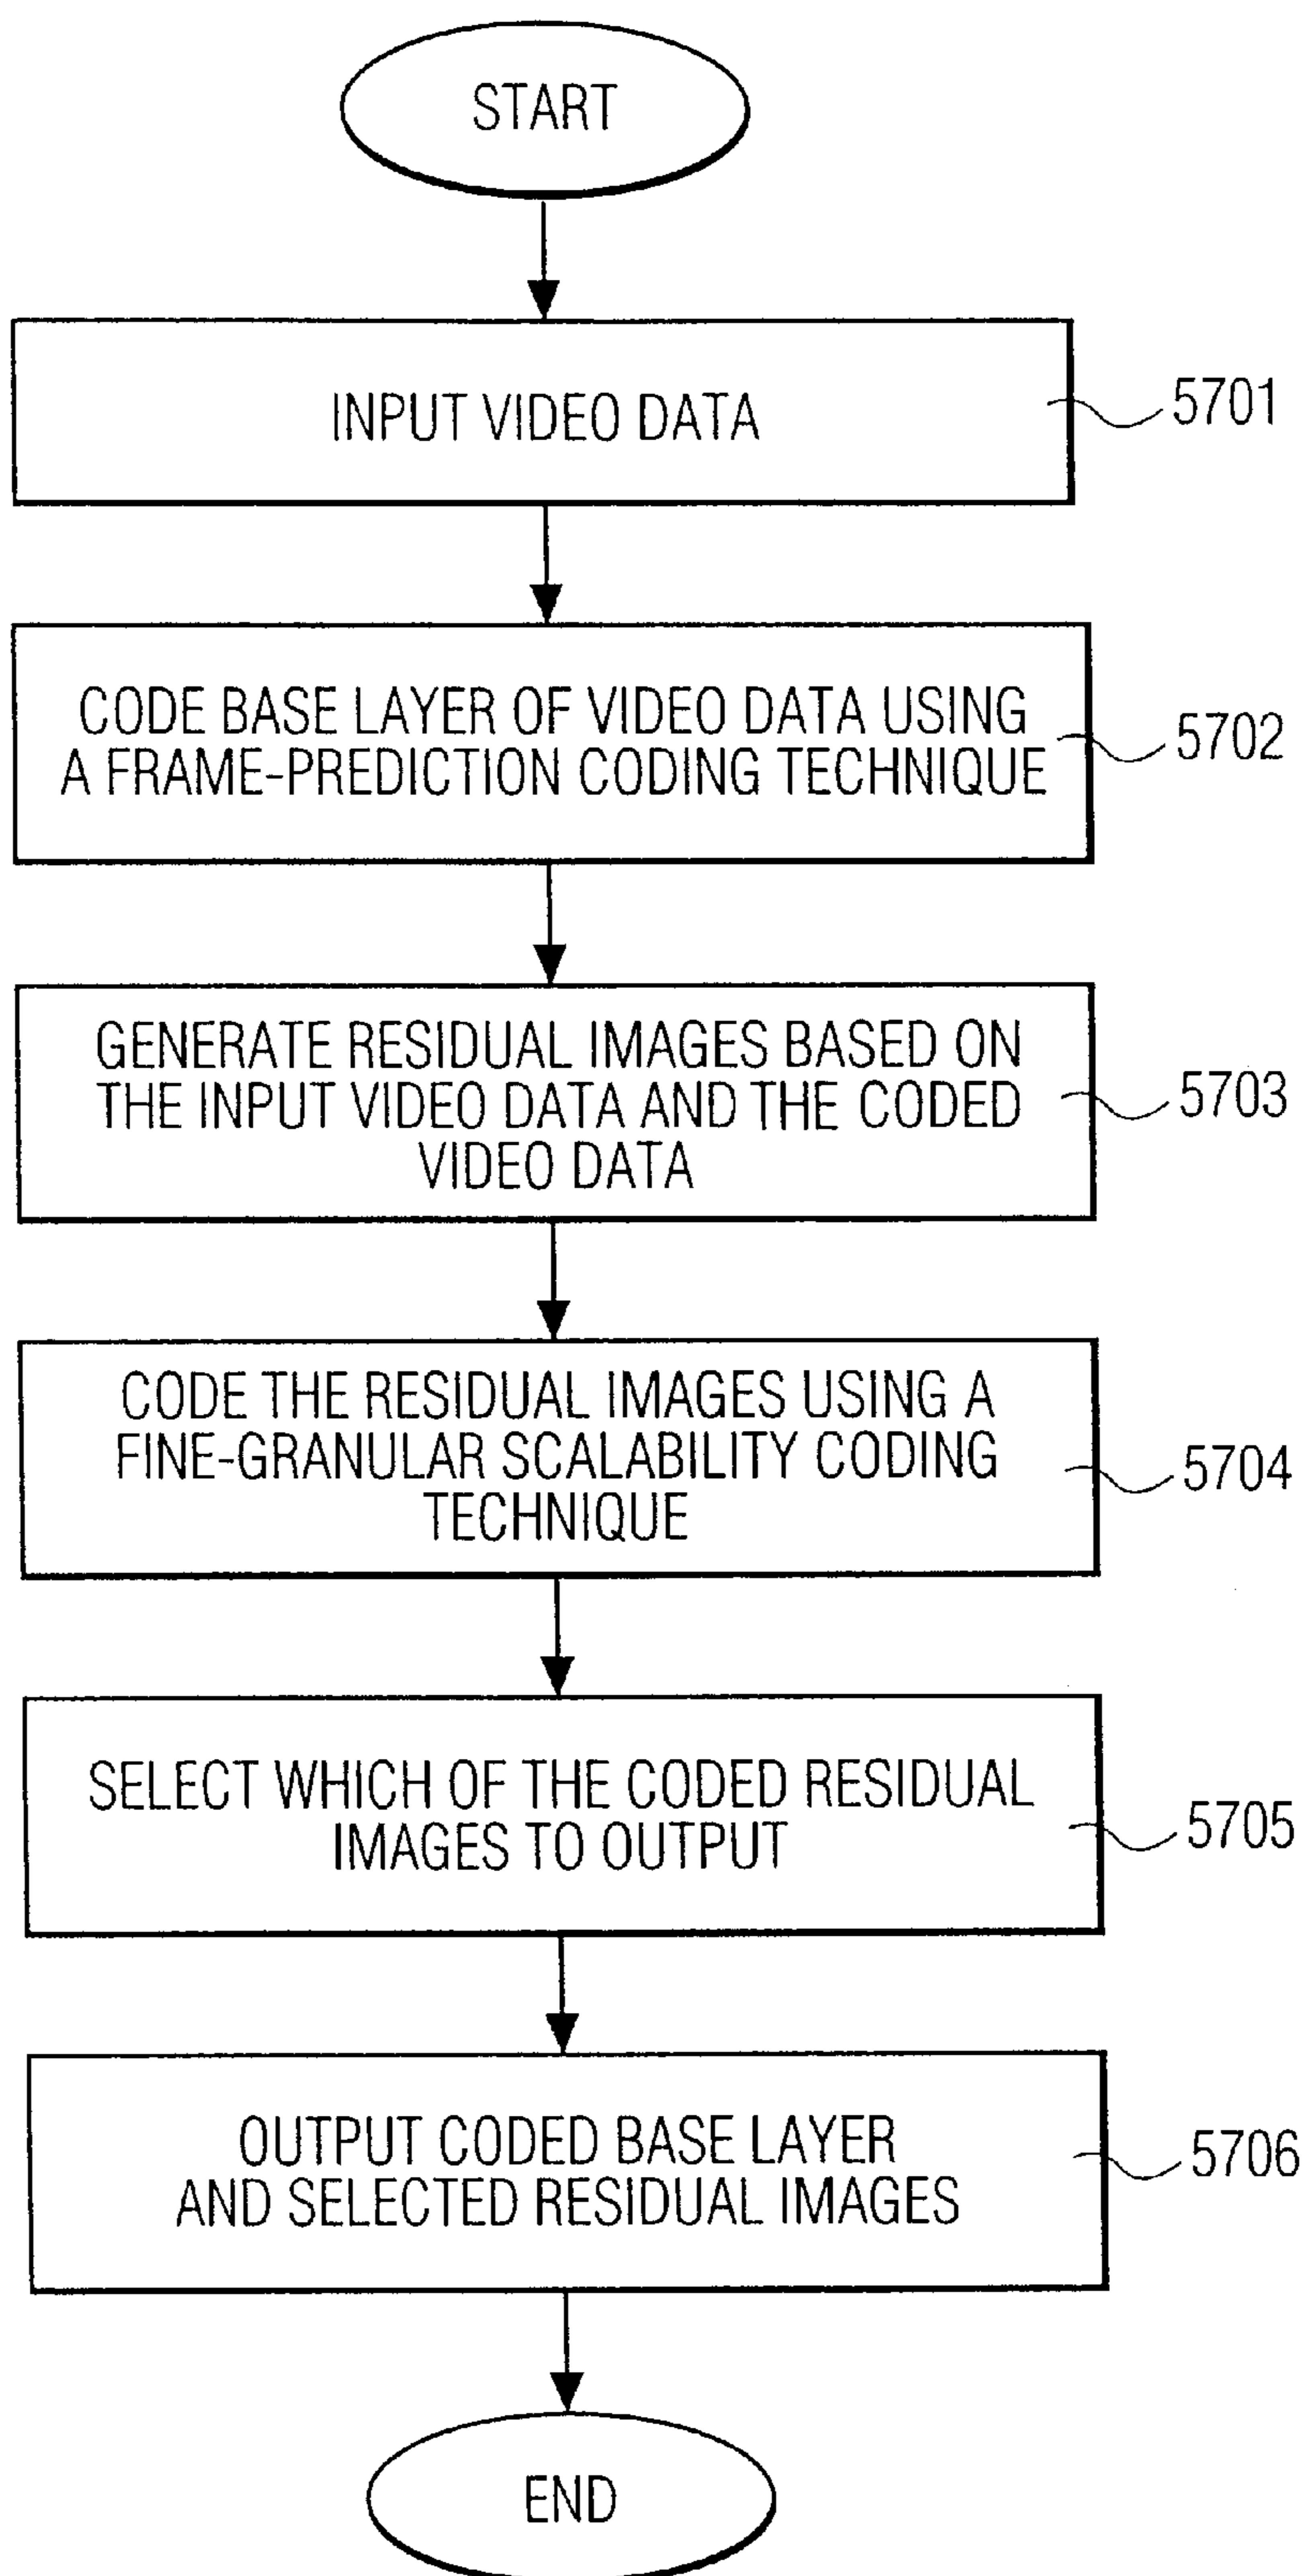 START
INPUT VIDEO DATA
5701
CODE BASE LAYER OF VIDEO DATA USING
A FRAME-PREDICTION CODING TECHNIQUE
5702
GENERATE RESIDUAL IMAGES BASED ON
THE INPUT VIDEO DATA AND THE CODED
VIDEO DATA
5703
CODE THE RESIDUAL IMAGES USING A
FINE-GRANULAR SCALABILITY CODING
TECHNIQUE
5704
SELECT WHICH OF THE CODED RESIDUAL
IMAGES TO OUTPUT
5705
OUTPUT CODED BASE LAYER
AND SELECTED RESIDUAL IMAGES
5706
END